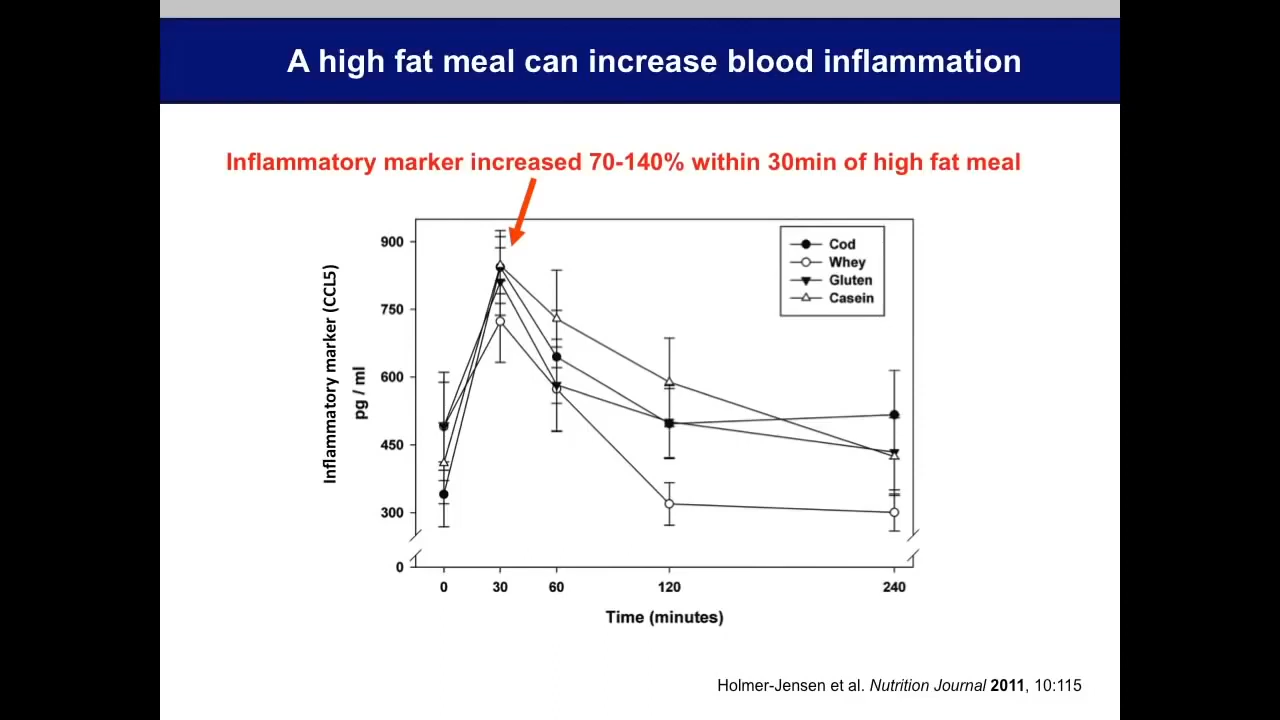 A high fat meal can increase blood inflammation
Inflammatory marker increased 70-140% within 30min of high fat meal
Inflammatory marker (CCL5)
pg / ml
900
750
600
450
300
0
Cod
Whey
Gluten
Casein
0 30 60 120 240
Time (minutes)
Holmer-Jensen et al. Nutrition Journal 2011, 10:115